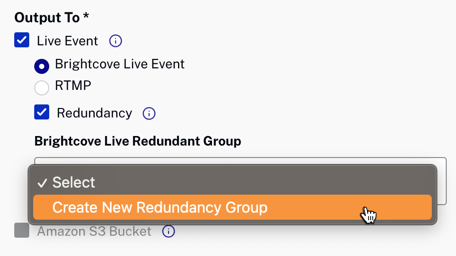 Output To *
Live Event
Brightcove Live Event
RTMP
Redundancy
Brightcove Live Redundant Group
✓ Select
Create New Redundancy Group
Amazon S3 Bucket